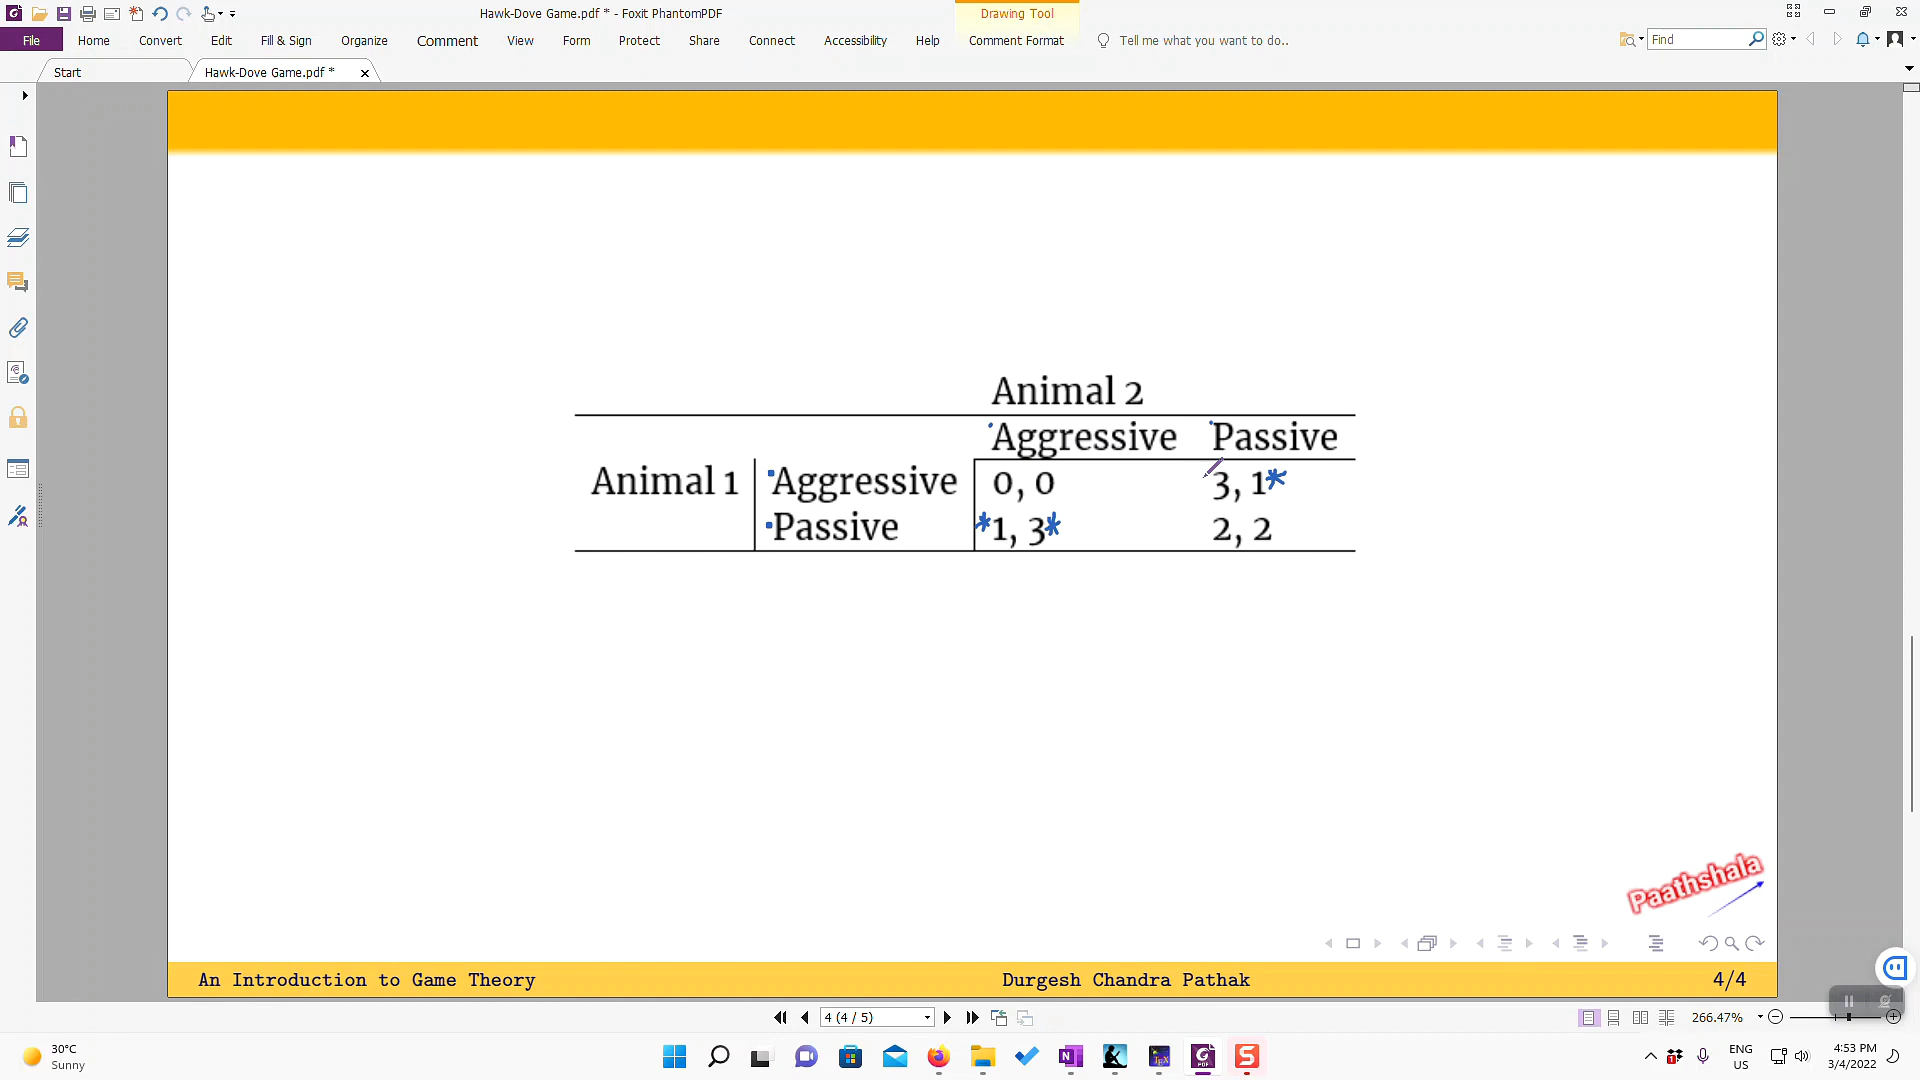 Hawk-Dove Game.pdf * - Foxit PhantomPDF
Drawing Tool
File Home Convert Edit Fill & Sign Organize Comment View Form Protect Share Connect Accessibility Help Comment Format Tell me what you want to do.. Find
Start Hawk-Dove Game.pdf *
Animal 2
Aggressive Passive
Animal 1 Aggressive 0, 0 3, 1*
Passive *1, 3* 2, 2
Paathshala
An Introduction to Game Theory Durgesh Chandra Pathak 4/4
4 (4 / 5) 266.47%
30°C
Sunny
ENG
US
4:53 PM
3/4/2022